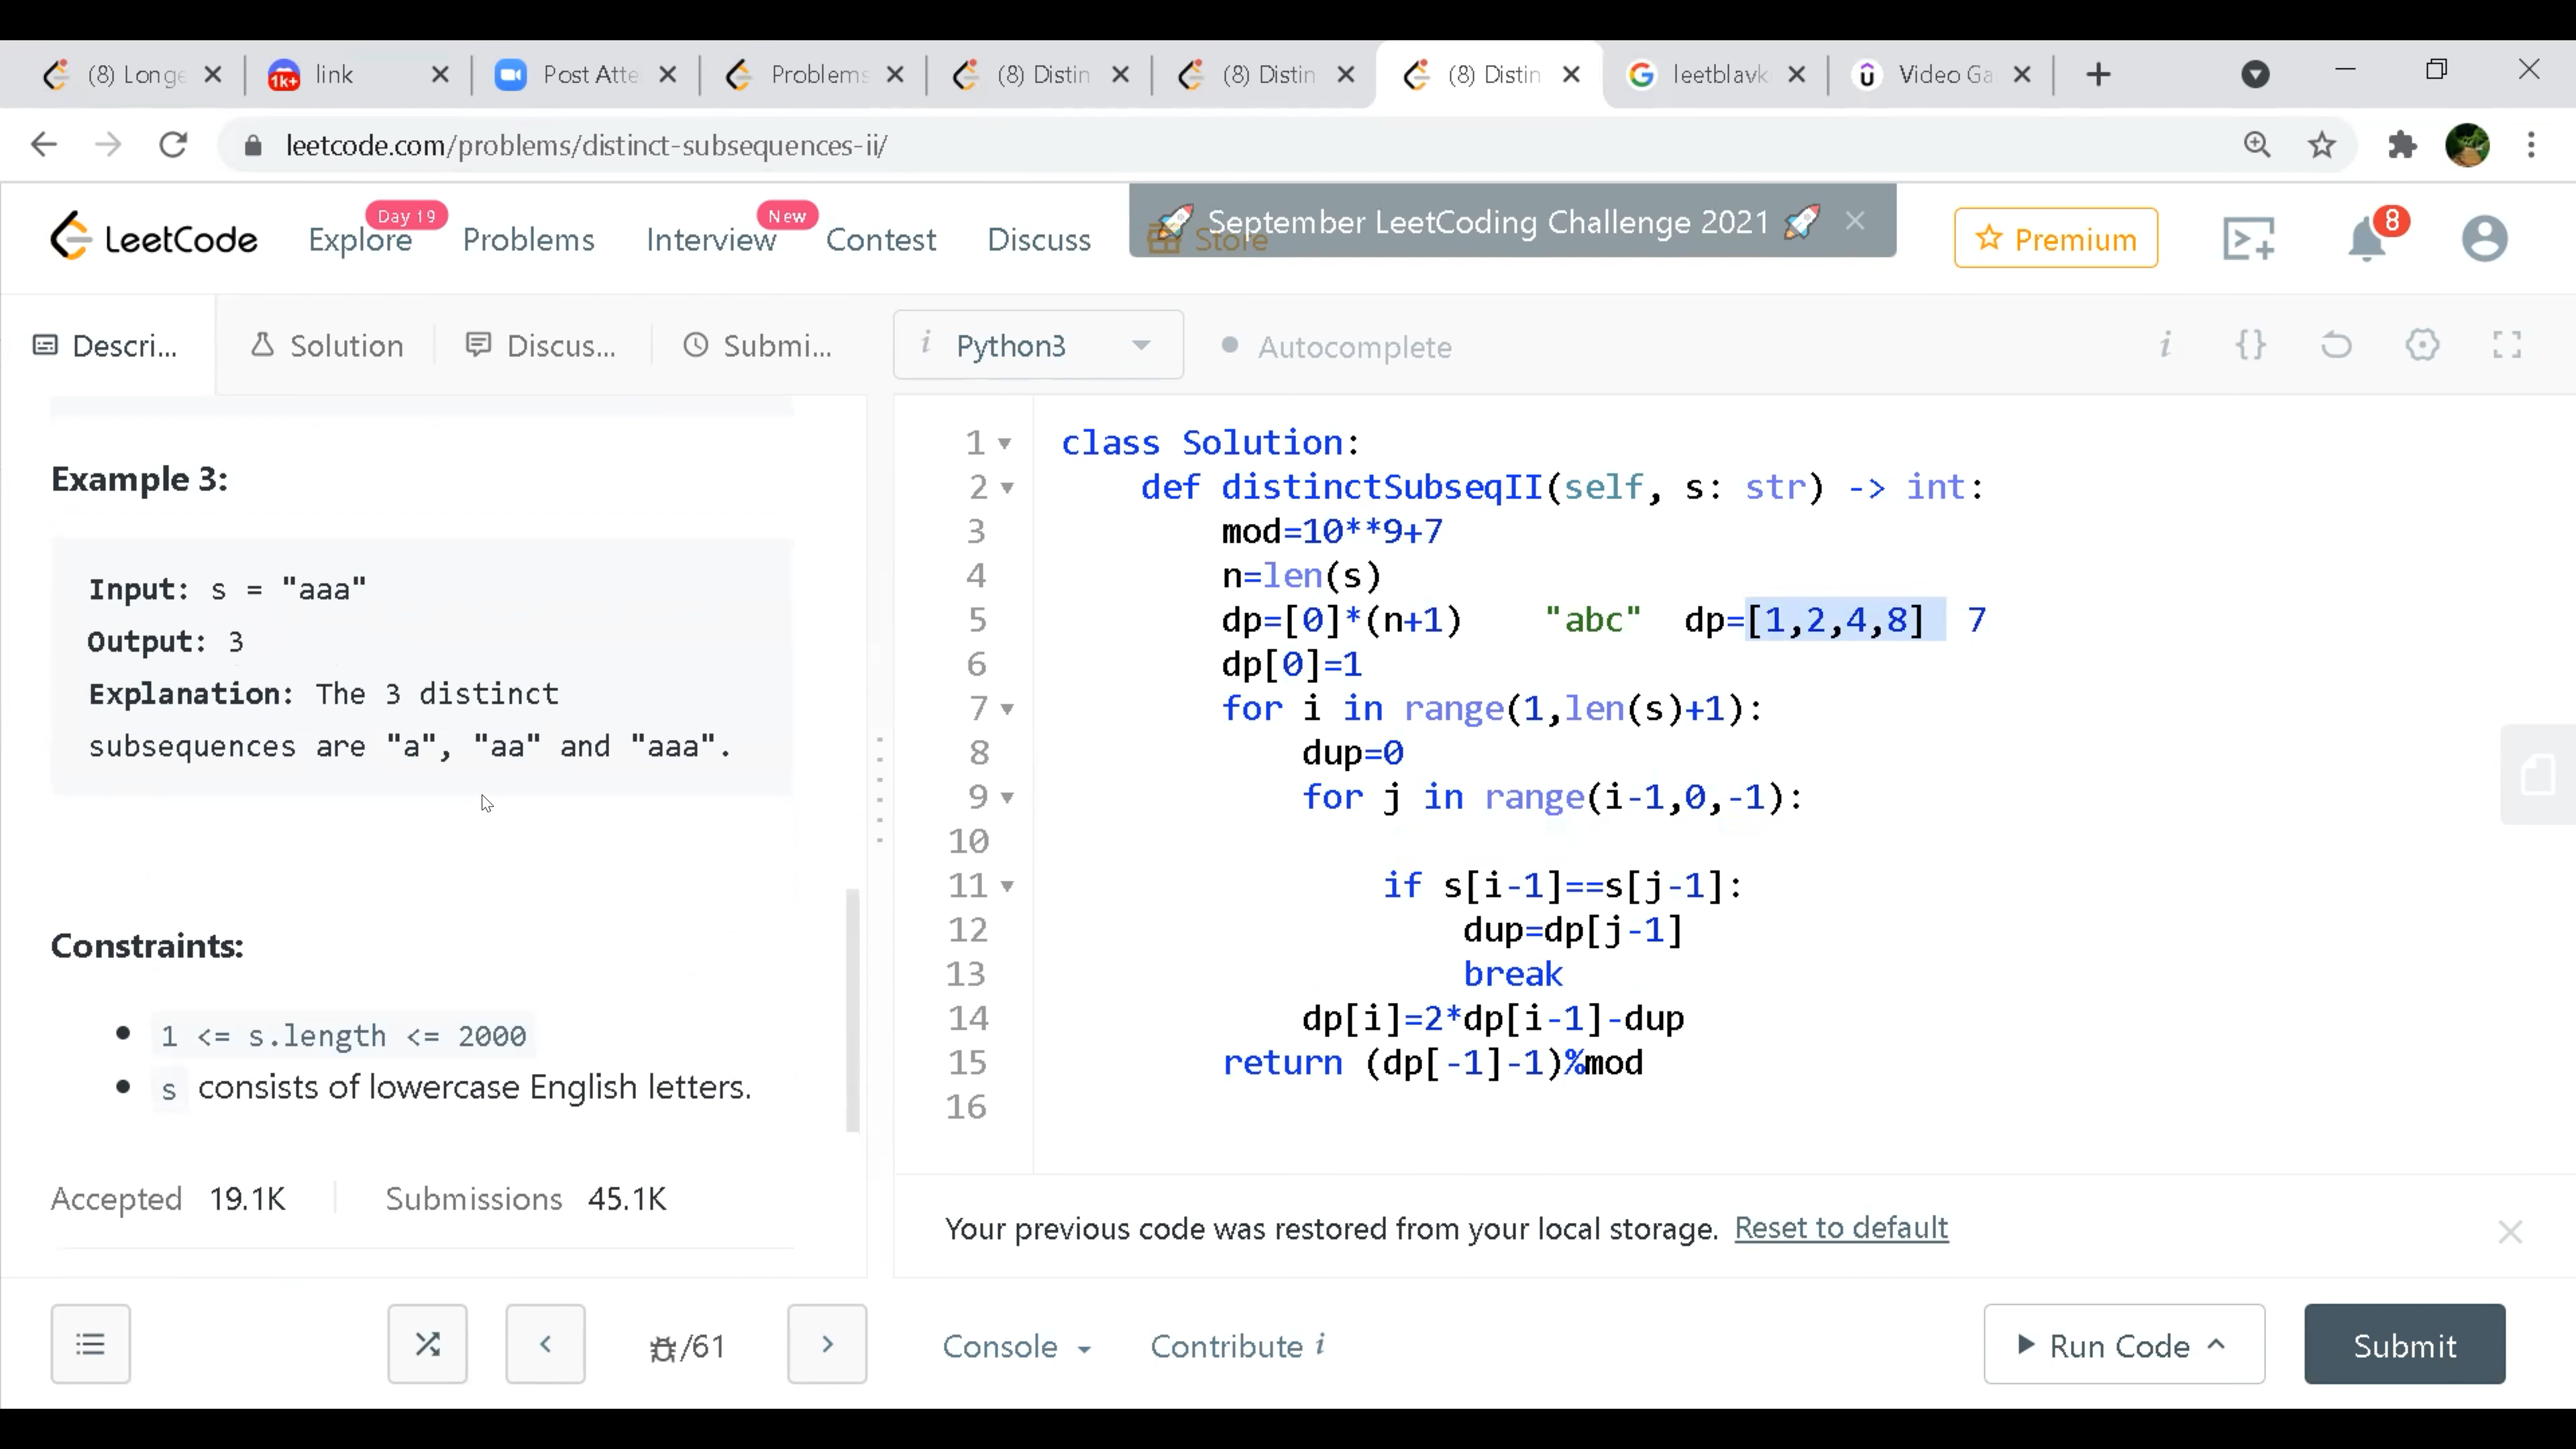 (8) Longe
link
1k+
Post Atte
Problems
(8) Distin
(8) Distin
(8) Distin
leetblavk
Video Ga
leetcode.com/problems/distinct-subsequences-ii/
LeetCode
Explore
Day 19
Problems
Interview
New
Contest
Discuss
Store
🚀 September LeetCoding Challenge 2021 🚀
Premium
8
Descri...
Solution
Discus...
Submi...
i Python3
Autocomplete
Example 3:
Input: s = "aaa"
Output: 3
Explanation: The 3 distinct
subsequences are "a", "aa" and "aaa".
Constraints:
1 <= s.length <= 2000
s consists of lowercase English letters.
Accepted 19.1K
Submissions 45.1K
1 class Solution:
2 def distinctSubseqII(self, s: str) -> int:
3 mod=10**9+7
4 n=len(s)
5 dp=[0]*(n+1) "abc" dp=[1,2,4,8] 7
6 dp[0]=1
7 for i in range(1,len(s)+1):
8 dup=0
9 for j in range(i-1,0,-1):
10
11 if s[i-1]==s[j-1]:
12 dup=dp[j-1]
13 break
14 dp[i]=2*dp[i-1]-dup
15 return (dp[-1]-1)%mod
16
Your previous code was restored from your local storage. Reset to default
/61
Console
Contribute i
Run Code
Submit